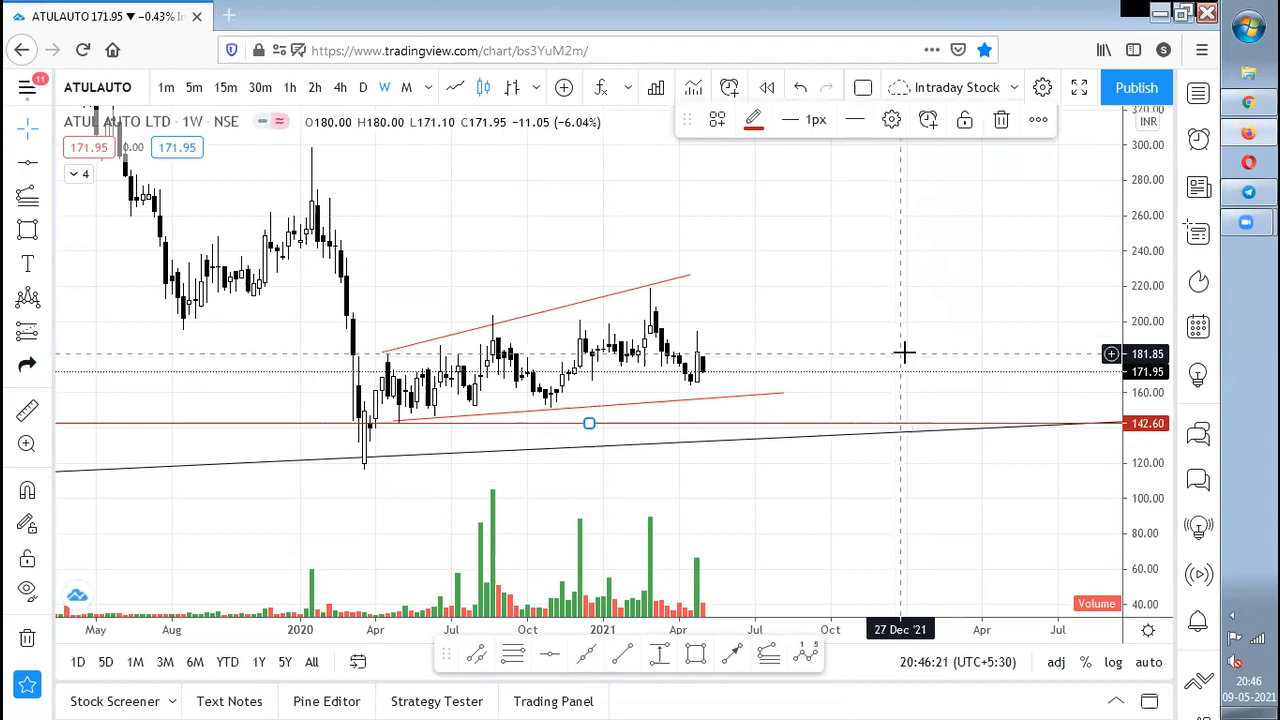 ATULAUTO 171.95 ▼ −0.43% In
https://www.tradingview.com/chart/bs3YuM2m/
S
11
ATULAUTO
1m 5m 15m 30m 1h 2h 4h D W M
Intraday Stock
Publish
1px
ATUL AUTO LTD · 1W · NSE
O180.00 H180.00 L171.10 C171.95 −11.05 (−6.04%)
171.95 0.00 171.95
4
320.00
INR
300.00
280.00
260.00
240.00
220.00
200.00
181.85
171.95
160.00
142.60
120.00
100.00
80.00
60.00
40.00
Volume
May Aug 2020 Apr Jul Oct 2021 Apr Jul Oct 27 Dec '21 Apr Jul
1D 5D 1M 3M 6M YTD 1Y 5Y All
20:46:21 (UTC+5:30) adj % log auto
Stock Screener Text Notes Pine Editor Strategy Tester Trading Panel
20:46
09-05-2021